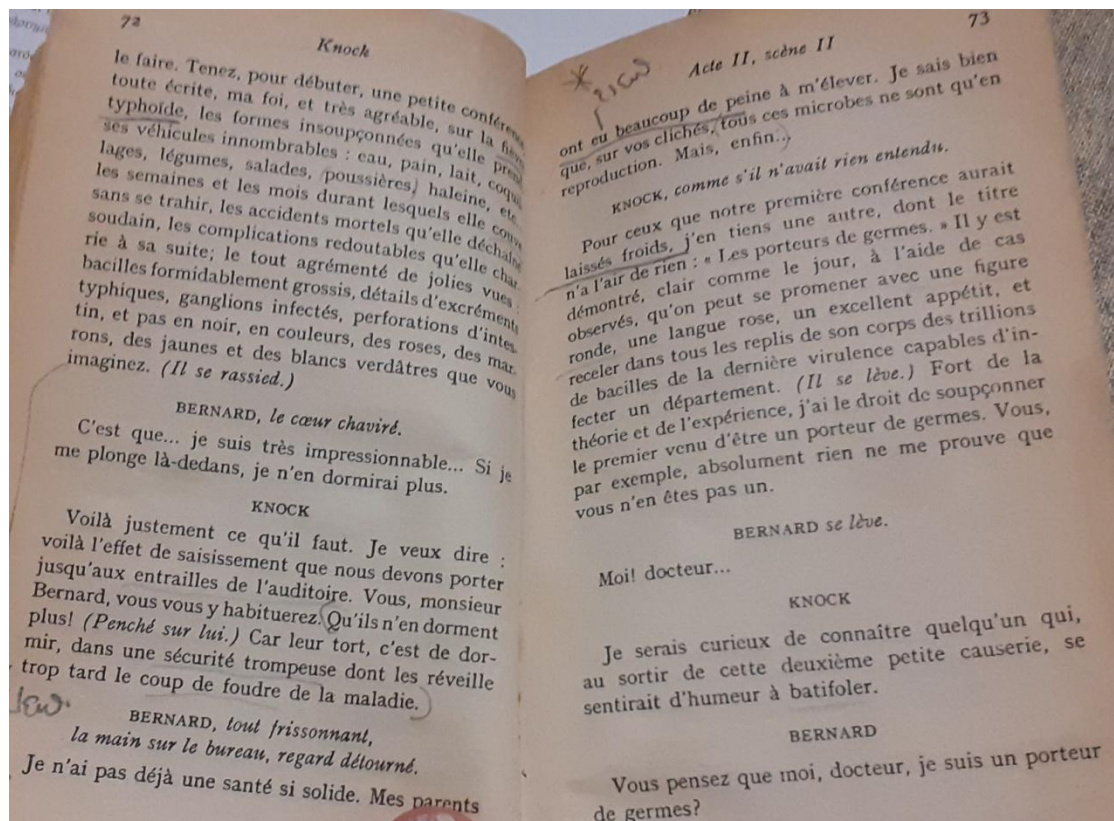 72
Knock
le faire. Tenez, pour débuter, une petite conférence
toute écrite, ma foi, et très agréable, sur la fièvre
typhoïde, les formes insoupçonnées qu'elle prend
ses véhicules innombrables : eau, pain, lait, coquil
lages, légumes, salades, poussières, haleine, etc
les semaines et les mois durant lesquels elle couve
sans se trahir, les accidents mortels qu'elle déchaîne
soudain, les complications redoutables qu'elle char
rie à sa suite; le tout agrémenté de jolies vues :
bacilles formidablement grossis, détails d'excréments
typhiques, ganglions infectés, perforations d'intes
tin, et pas en noir, en couleurs, des roses, des mar
rons, des jaunes et des blancs verdâtres que vous
imaginez. (Il se rassied.)
BERNARD, le cœur chaviré.
C'est que... je suis très impressionnable... Si je
me plonge là-dedans, je n'en dormirai plus.
KNOCK
Voilà justement ce qu'il faut. Je veux dire :
voilà l'effet de saisissement que nous devons porter
jusqu'aux entrailles de l'auditoire. Vous, monsieur
Bernard, vous vous y habituerez. Qu'ils n'en dorment
plus! (Penché sur lui.) Car leur tort, c'est de dor-
mir, dans une sécurité trompeuse dont les réveille
trop tard le coup de foudre de la maladie.
BERNARD, tout frissonnant,
la main sur le bureau, regard détourné.
Je n'ai pas déjà une santé si solide. Mes parents
73
Acte II, scène II
ont eu beaucoup de peine à m'élever. Je sais bien
que, sur vos clichés, tous ces microbes ne sont qu'en
reproduction. Mais, enfin...
KNOCK, comme s'il n'avait rien entendu.
Pour ceux que notre première conférence aurait
laissés froids, j'en tiens une autre, dont le titre
n'a l'air de rien : « Les porteurs de germes. » Il y est
démontré, clair comme le jour, à l'aide de cas
observés, qu'on peut se promener avec une figure
ronde, une langue rose, un excellent appétit, et
receler dans tous les replis de son corps des trillions
de bacilles de la dernière virulence capables d'in-
fecter un département. (Il se lève.) Fort de la
théorie et de l'expérience, j'ai le droit de soupçonner
le premier venu d'être un porteur de germes. Vous,
par exemple, absolument rien ne me prouve que
vous n'en êtes pas un.
BERNARD se lève.
Moi! docteur...
KNOCK
Je serais curieux de connaître quelqu'un qui,
au sortir de cette deuxième petite causerie, se
sentirait d'humeur à batifoler.
BERNARD
Vous pensez que moi, docteur, je suis un porteur
de germes?